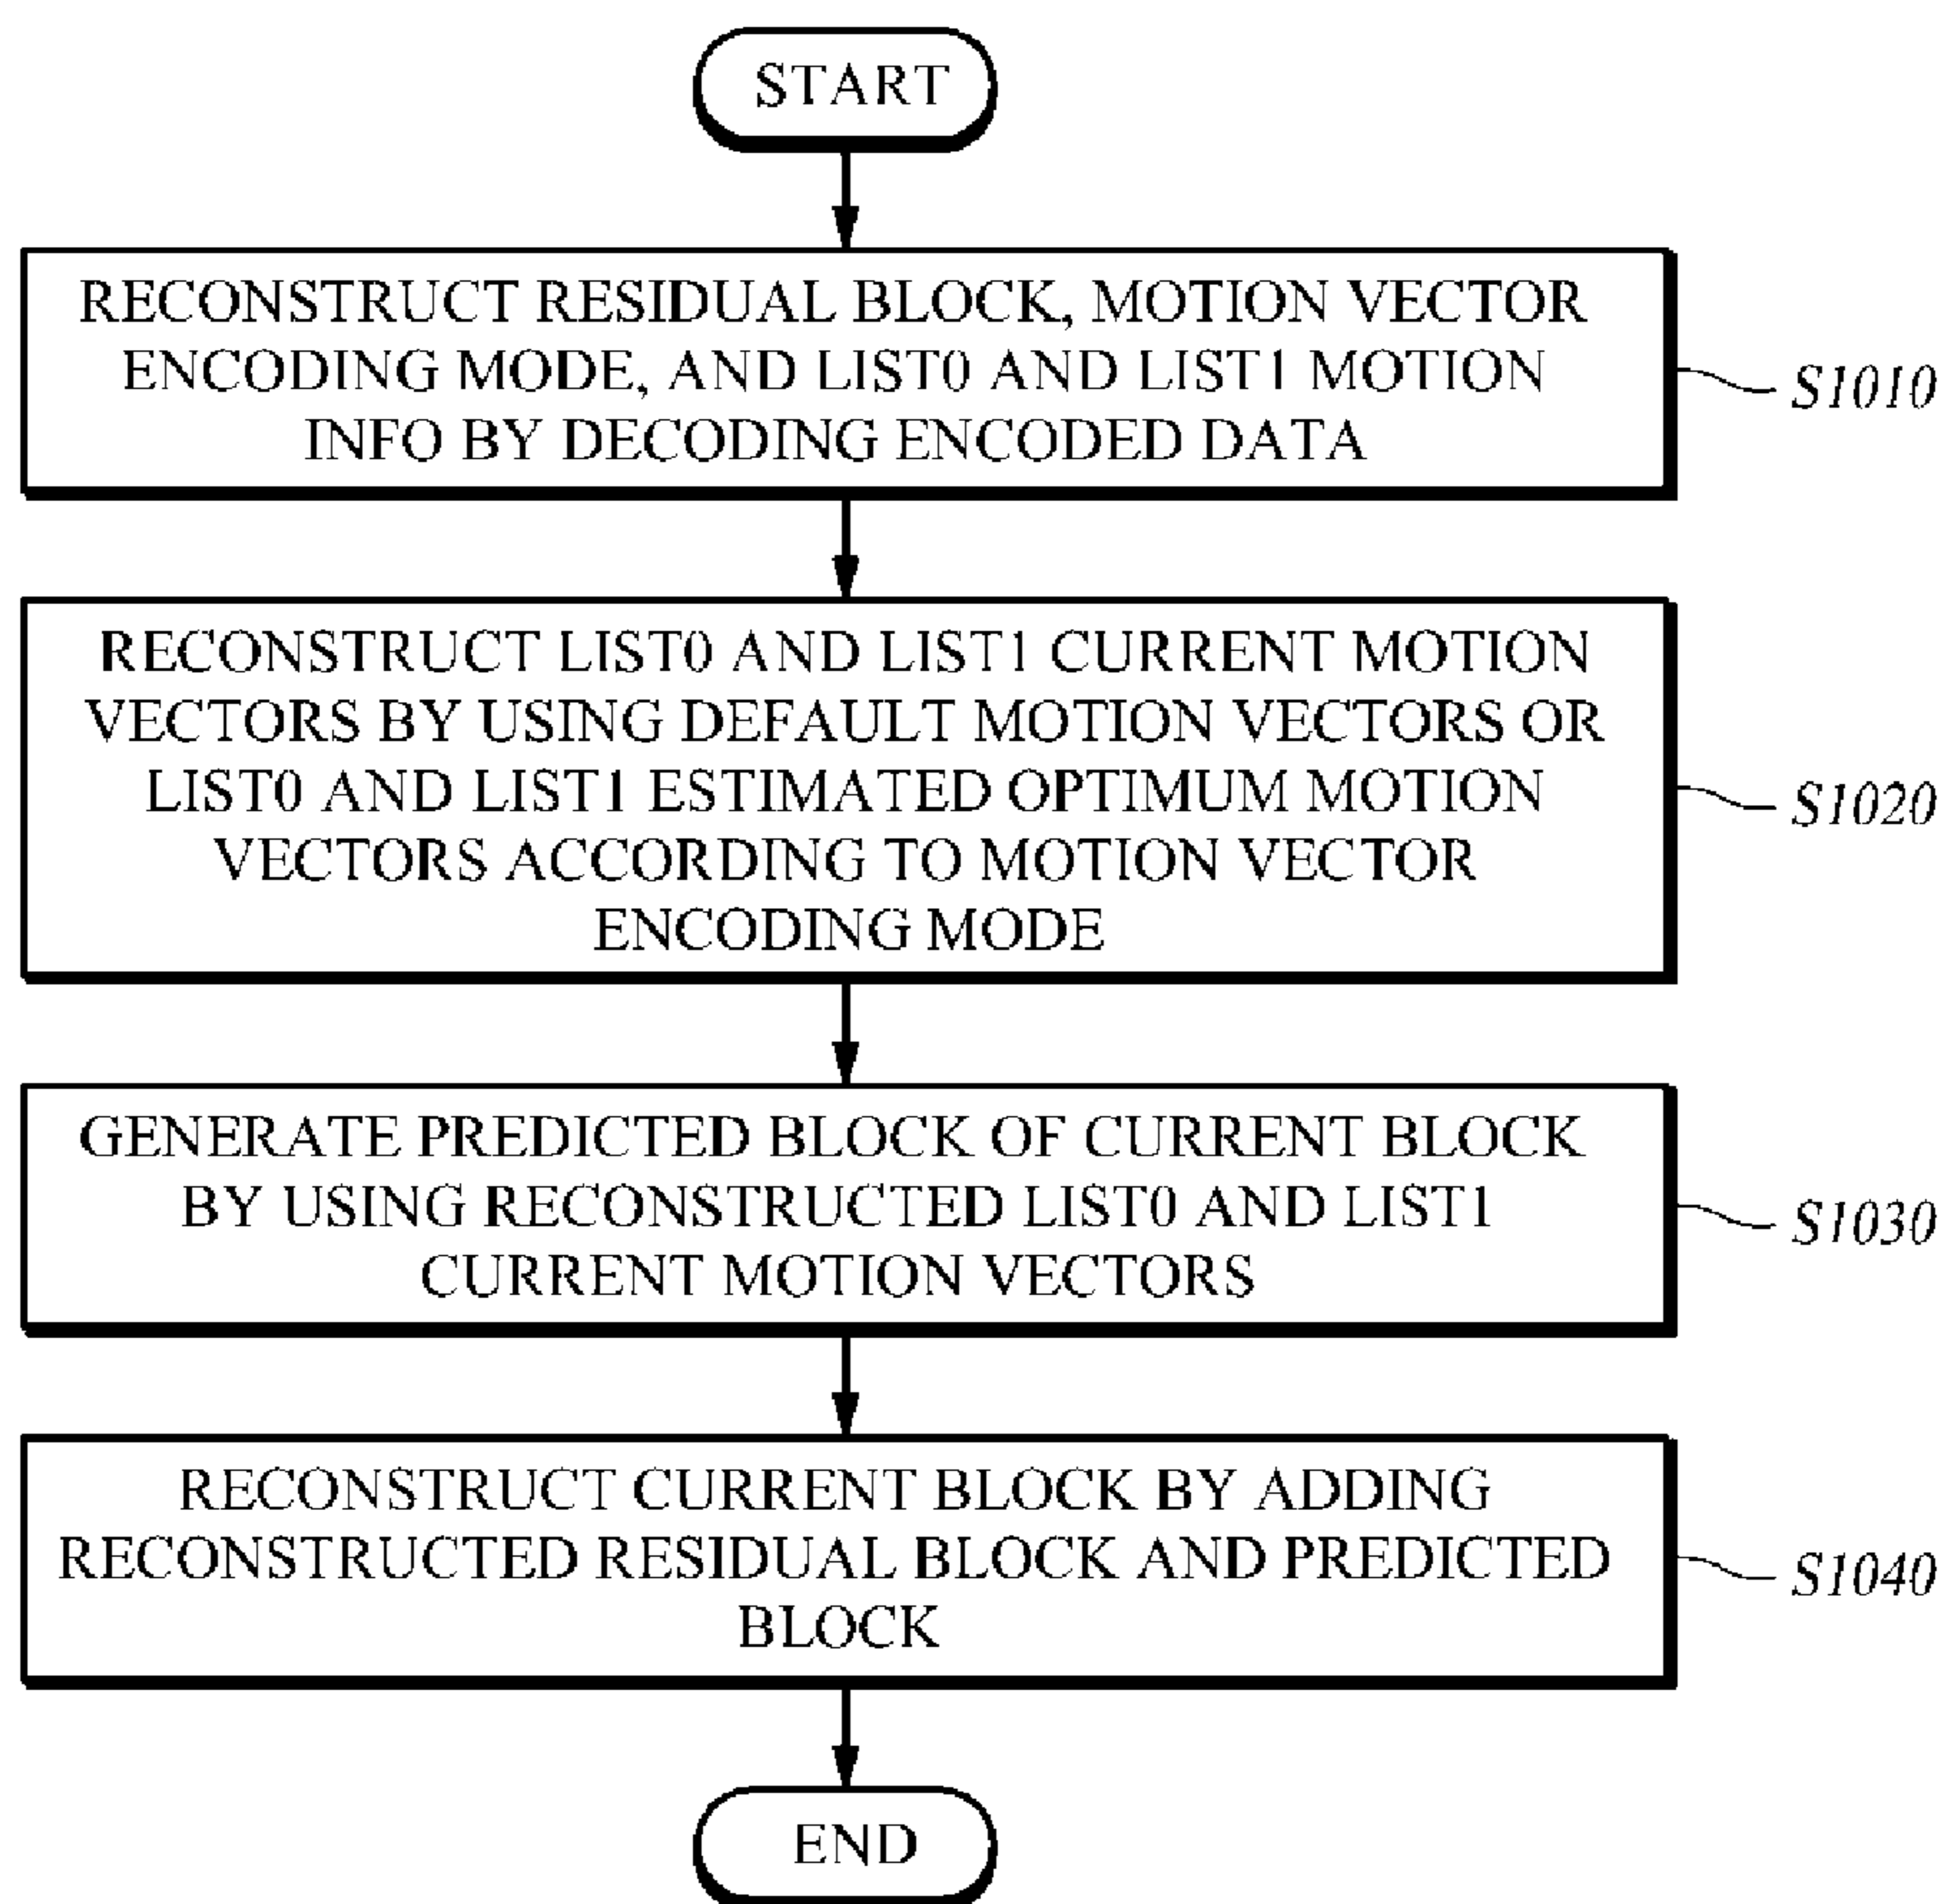 START
RECONSTRUCT RESIDUAL BLOCK, MOTION VECTOR
ENCODING MODE, AND LIST0 AND LIST1 MOTION
INFO BY DECODING ENCODED DATA
S1010
RECONSTRUCT LIST0 AND LIST1 CURRENT MOTION
VECTORS BY USING DEFAULT MOTION VECTORS OR
LIST0 AND LIST1 ESTIMATED OPTIMUM MOTION
VECTORS ACCORDING TO MOTION VECTOR
ENCODING MODE
S1020
GENERATE PREDICTED BLOCK OF CURRENT BLOCK
BY USING RECONSTRUCTED LIST0 AND LIST1
CURRENT MOTION VECTORS
S1030
RECONSTRUCT CURRENT BLOCK BY ADDING
RECONSTRUCTED RESIDUAL BLOCK AND PREDICTED
BLOCK
S1040
END